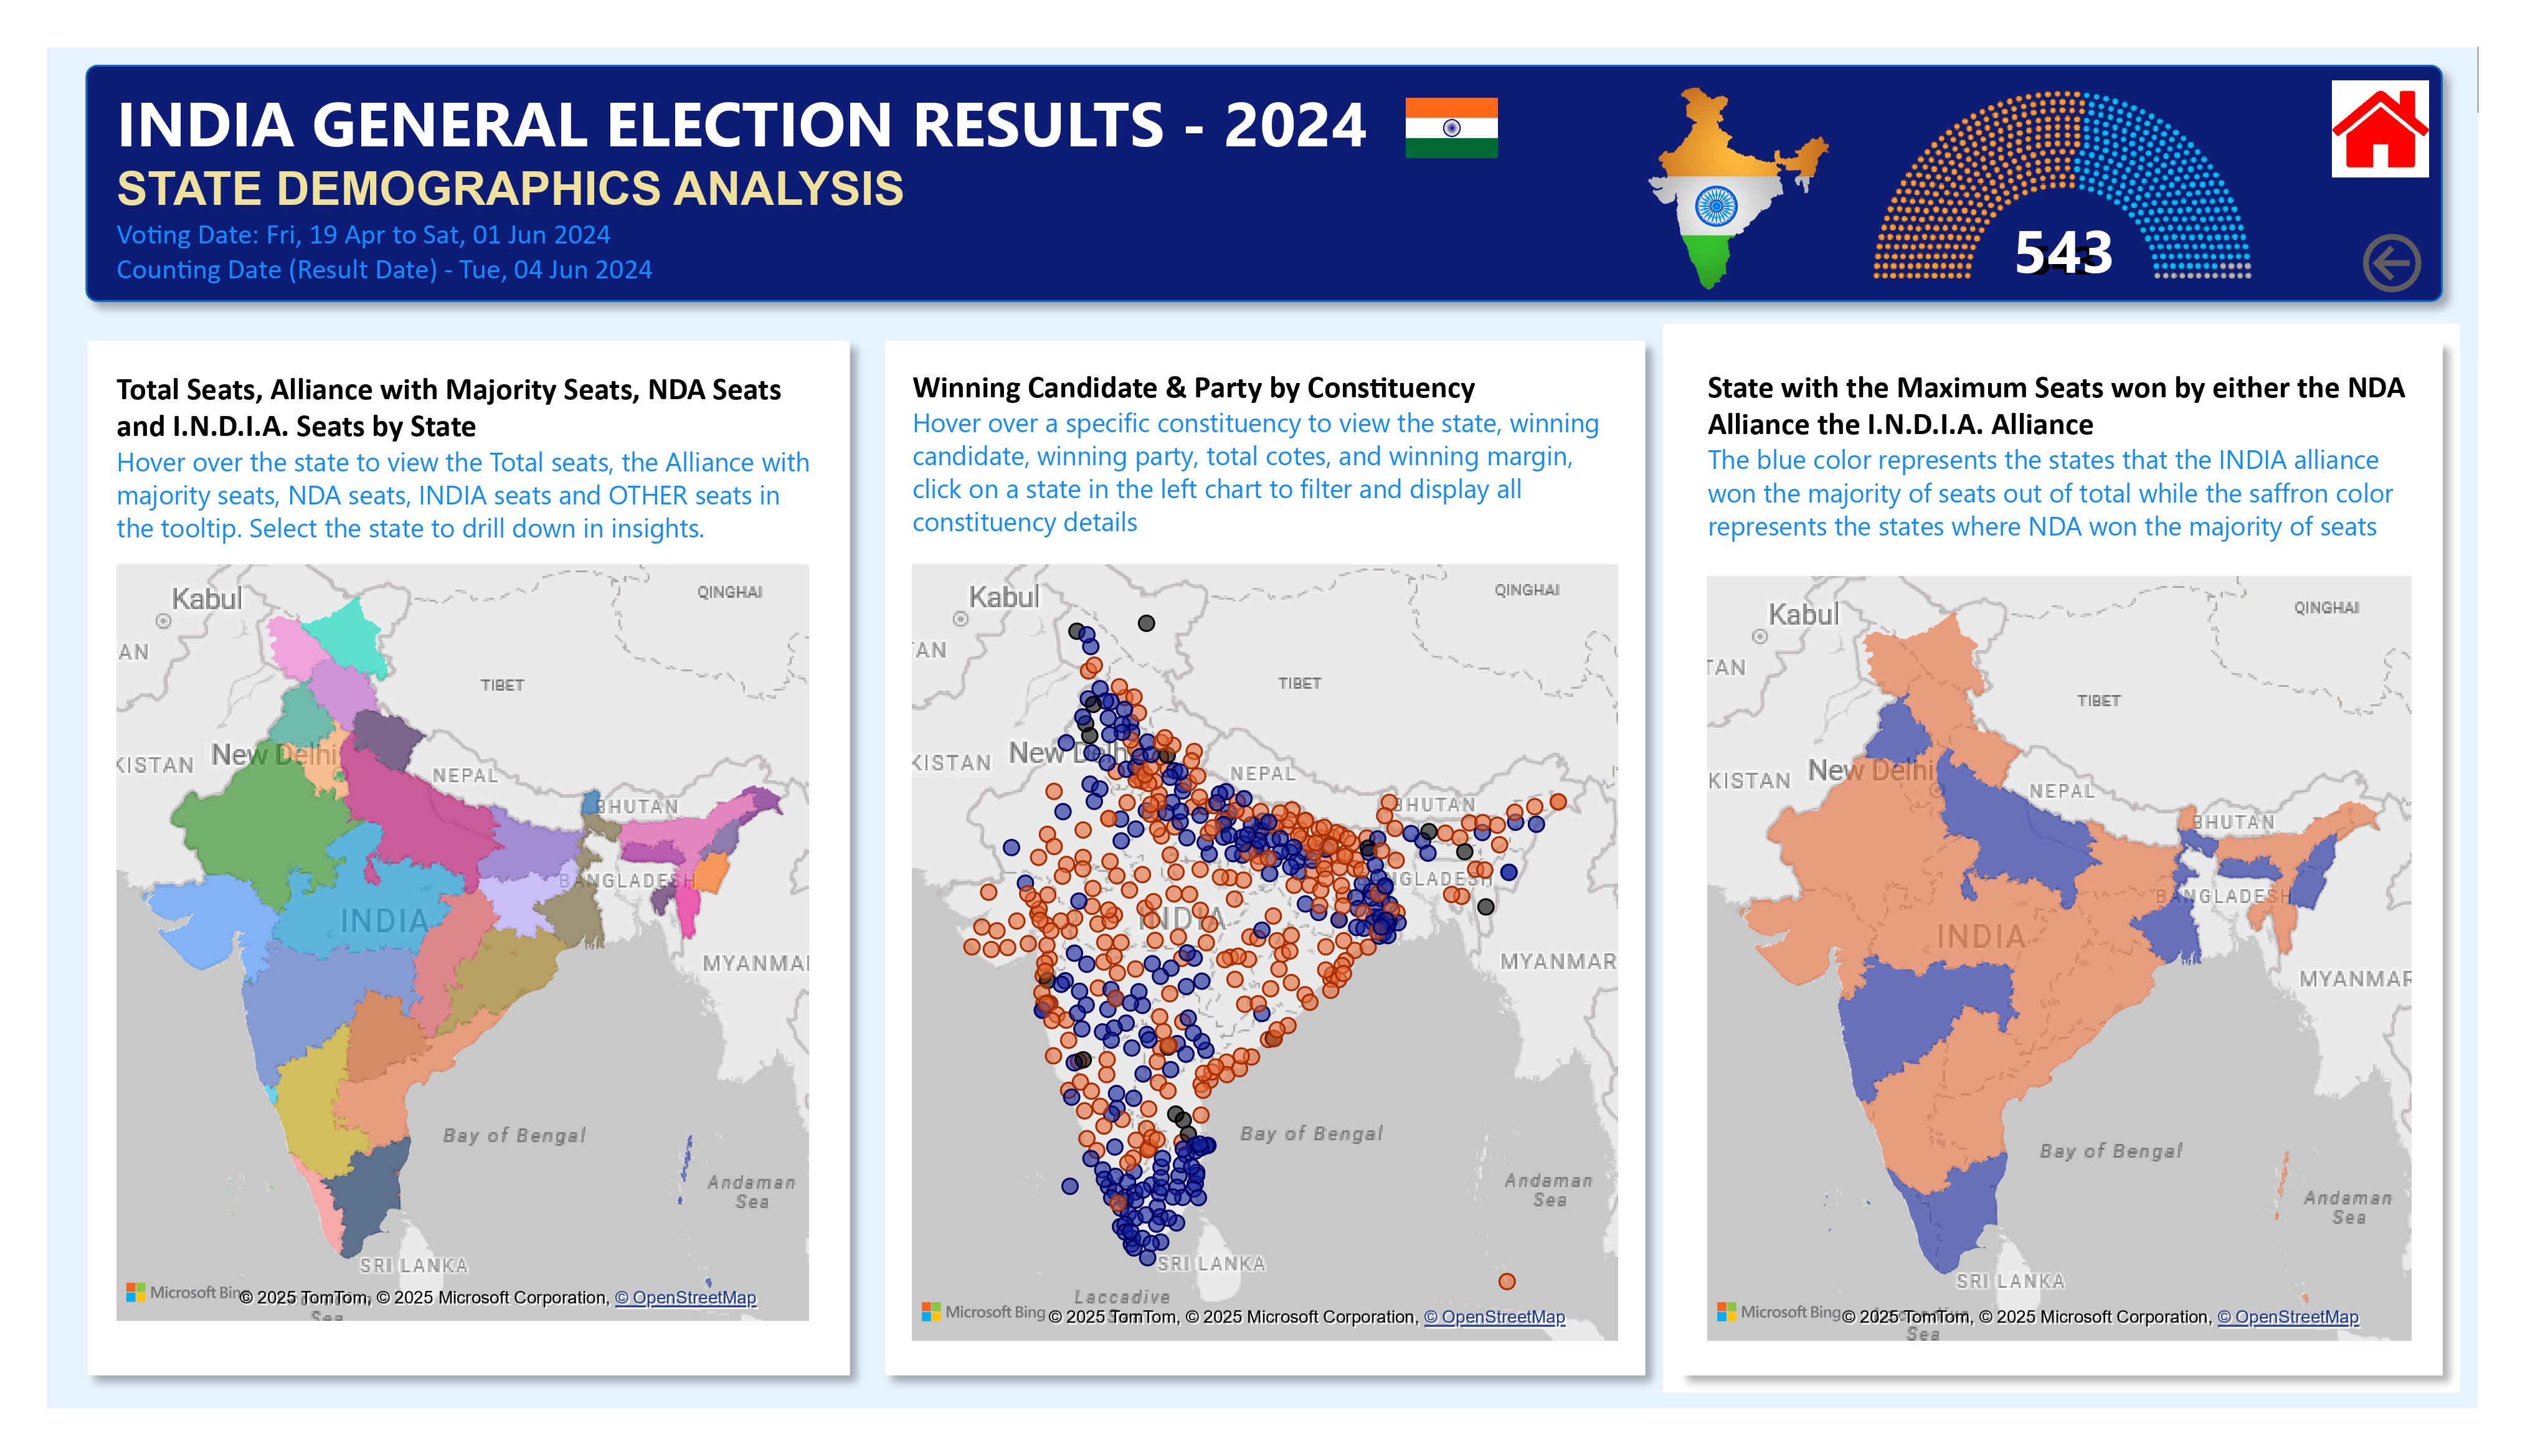 INDIA GENERAL ELECTION RESULTS - 2024
STATE DEMOGRAPHICS ANALYSIS
Voting Date: Fri, 19 Apr to Sat, 01 Jun 2024
Counting Date (Result Date) - Tue, 04 Jun 2024
543
Total Seats, Alliance with Majority Seats, NDA Seats
and I.N.D.I.A. Seats by State
Hover over the state to view the Total seats, the Alliance with
majority seats, NDA seats, INDIA seats and OTHER seats in
the tooltip. Select the state to drill down in insights.
Kabul
QINGHAI
AN
TIBET
New Delhi
KISTAN
NEPAL
BHUTAN
BANGLADESH
INDIA
MYANMA
Bay of Bengal
Andaman
Sea
SRI LANKA
Microsoft Bin
© 2025 TomTom, © 2025 Microsoft Corporation, © OpenStreetMap
Sea
Winning Candidate & Party by Constituency
Hover over a specific constituency to view the state, winning
candidate, winning party, total cotes, and winning margin,
click on a state in the left chart to filter and display all
constituency details
Kabul
QINGHAI
AN
TIBET
New Delhi
KISTAN
NEPAL
BHUTAN
NGLADESH
INDIA
MYANMAR
Bay of Bengal
Andaman
Sea
SRI LANKA
Laccadive
Microsoft Bing
© 2025 TomTom, © 2025 Microsoft Corporation, © OpenStreetMap
State with the Maximum Seats won by either the NDA
Alliance the I.N.D.I.A. Alliance
The blue color represents the states that the INDIA alliance
won the majority of seats out of total while the saffron color
represents the states where NDA won the majority of seats
Kabul
QINGHAI
TAN
TIBET
New Delhi
KISTAN
NEPAL
BHUTAN
BANGLADESH
INDIA
MYANMAR
Bay of Bengal
Andaman
Sea
SRI LANKA
Microsoft Bing
© 2025 TomTom, © 2025 Microsoft Corporation, © OpenStreetMap
Sea